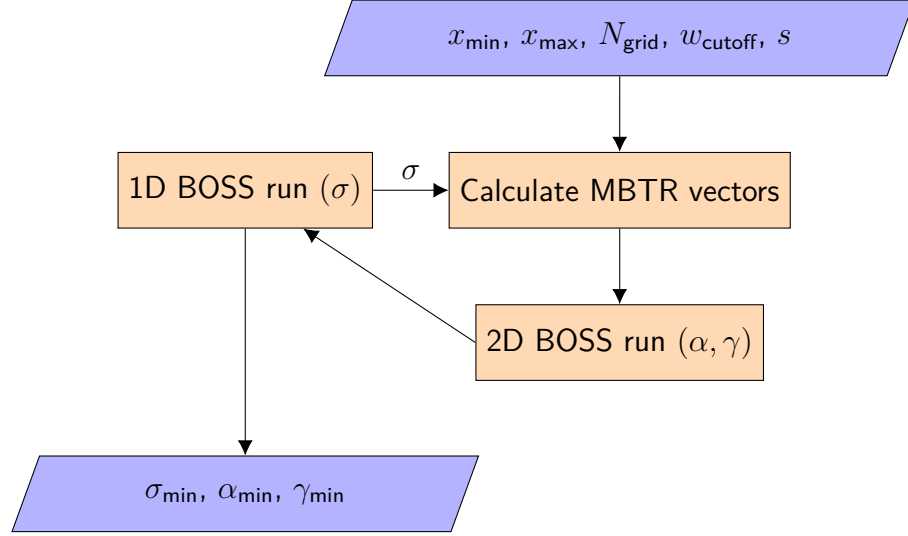 x_min, x_max, N_grid, w_cutoff, s
1D BOSS run (σ)
σ
Calculate MBTR vectors
2D BOSS run (α, γ)
σ_min, α_min, γ_min